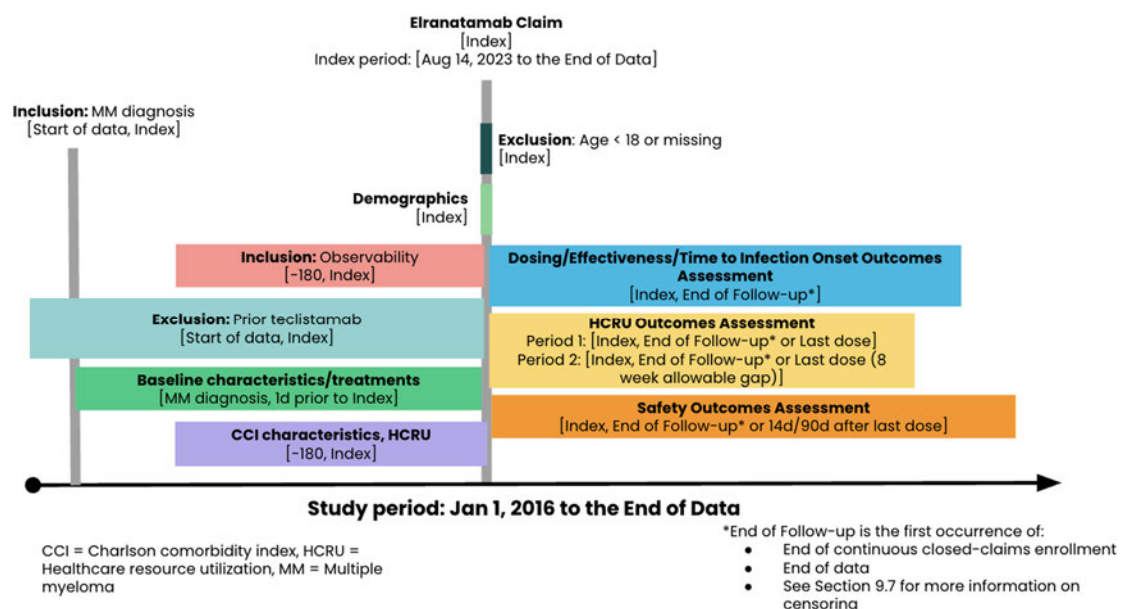 Elranatamab Claim
[Index]
Index period: [Aug 14, 2023 to the End of Data]
Inclusion: MM diagnosis
[Start of data, Index]
Exclusion: Age < 18 or missing
[Index]
Demographics
[Index]
Inclusion: Observability
[-180, Index]
Dosing/Effectiveness/Time to Infection Onset Outcomes
Assessment
[Index, End of Follow-up*]
Exclusion: Prior teclistamab
[Start of data, Index]
HCRU Outcomes Assessment
Period 1: [Index, End of Follow-up* or Last dose]
Period 2: [Index, End of Follow-up* or Last dose (8
week allowable gap)]
Baseline characteristics/treatments
[MM diagnosis, 1d prior to Index]
CCI characteristics, HCRU
[-180, Index]
Safety Outcomes Assessment
[Index, End of Follow-up* or 14d/90d after last dose]
Study period: Jan 1, 2016 to the End of Data
CCI = Charlson comorbidity index, HCRU =
Healthcare resource utilization, MM = Multiple
myeloma
*End of Follow-up is the first occurrence of:
● End of continuous closed-claims enrollment
● End of data
● See Section 9.7 for more information on
censoring